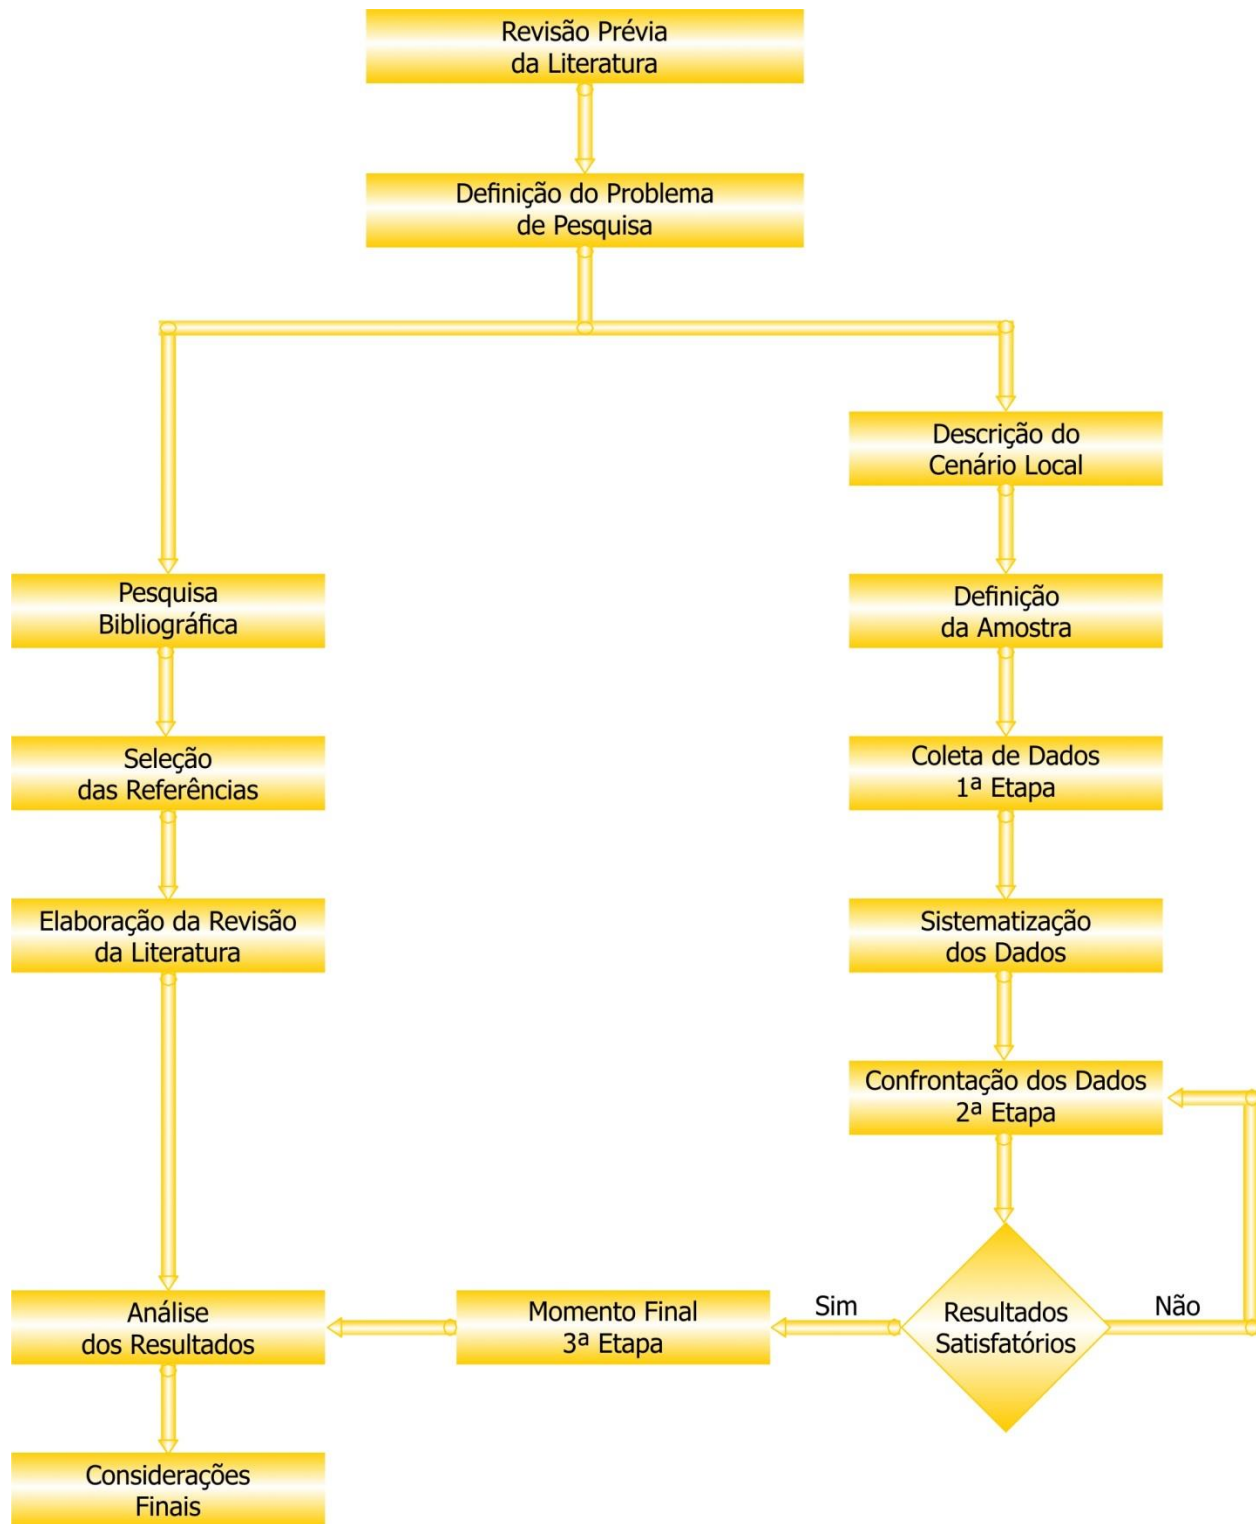 Revisão Prévia
da Literatura
Definição do Problema
de Pesquisa
Descrição do
Cenário Local
Pesquisa
Bibliográfica
Definição
da Amostra
Seleção
das Referências
Coleta de Dados
1ª Etapa
Elaboração da Revisão
da Literatura
Sistematização
dos Dados
Confrontação dos Dados
2ª Etapa
Análise
dos Resultados
Momento Final
3ª Etapa
Sim
Resultados
Satisfatórios
Não
Considerações
Finais